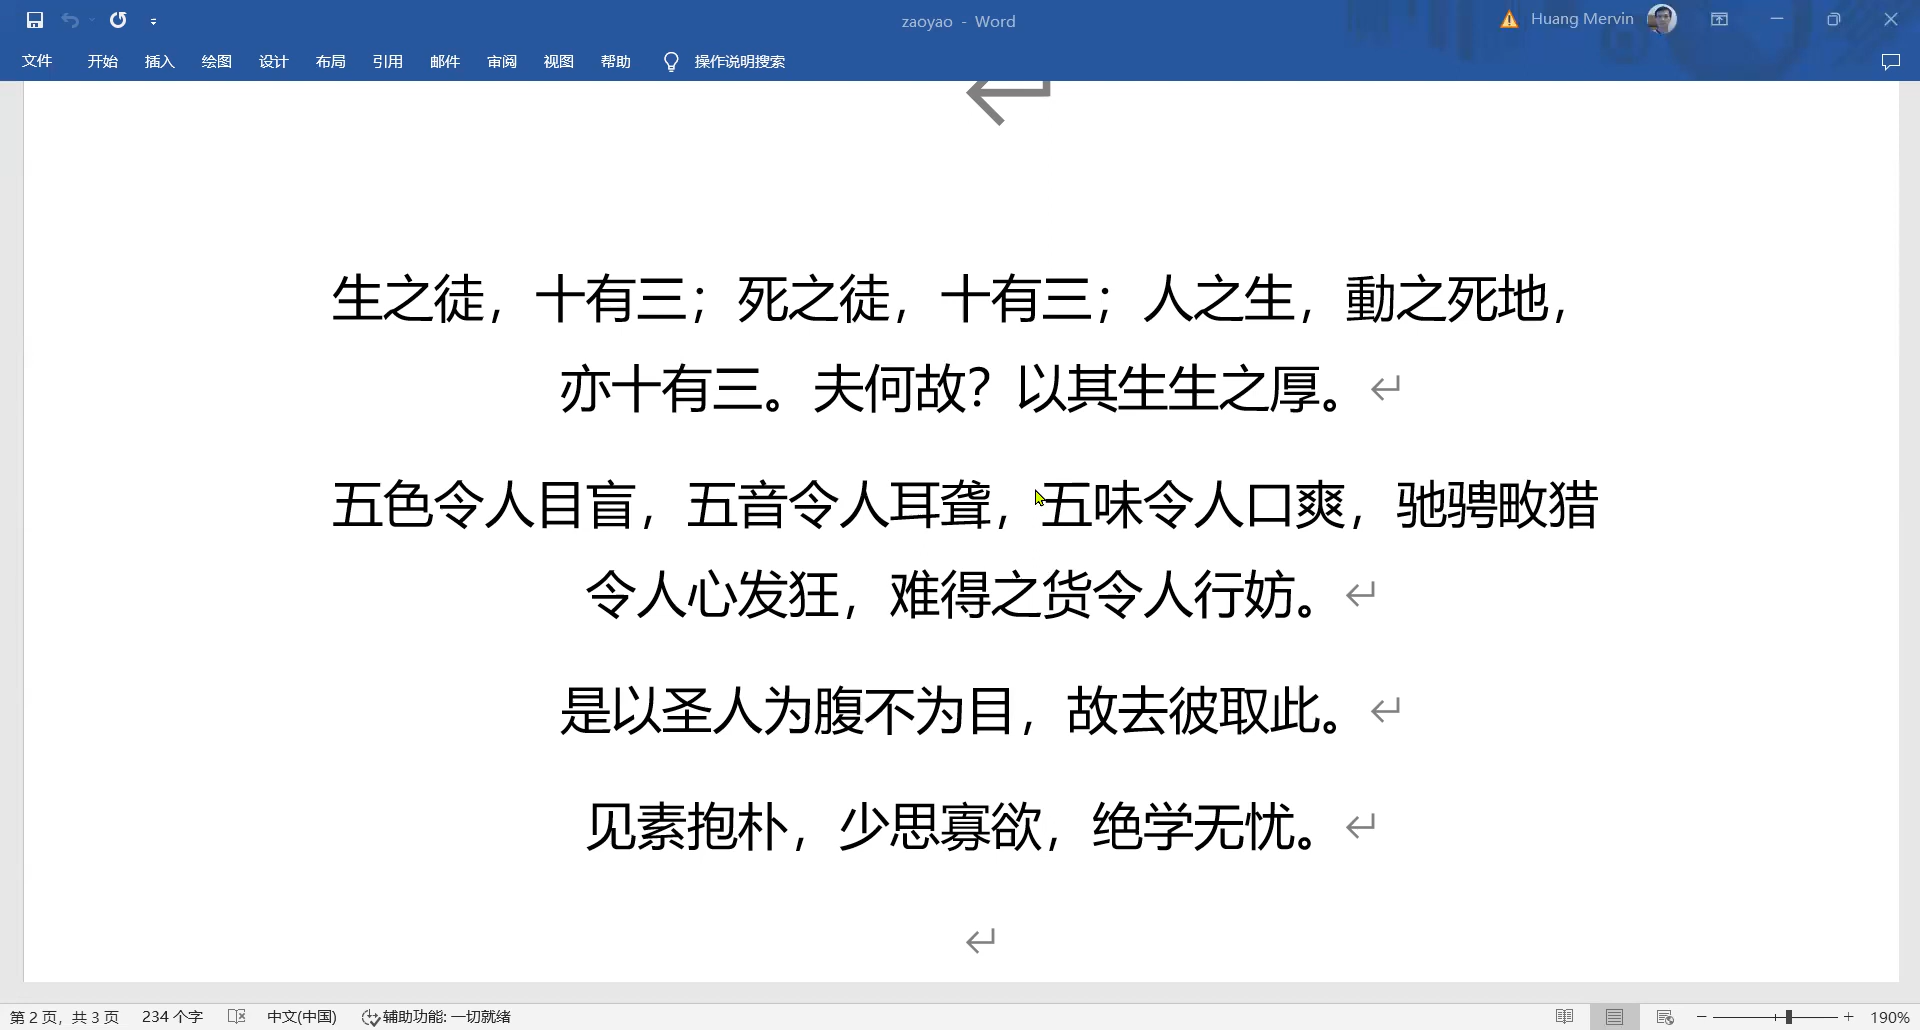 zaoyao - Word
Huang Mervin
文件 开始 插入 绘图 设计 布局 引用 邮件 审阅 视图 帮助 操作说明搜索
生之徒，十有三；死之徒，十有三；人之生，動之死地，
亦十有三。夫何故？以其生生之厚。
五色令人目盲，五音令人耳聋，五味令人口爽，驰骋畋猎
令人心发狂，难得之货令人行妨。
是以圣人为腹不为目，故去彼取此。
见素抱朴，少思寡欲，绝学无忧。
第 2 页，共 3 页 234 个字 中文(中国) 辅助功能: 一切就绪 190%